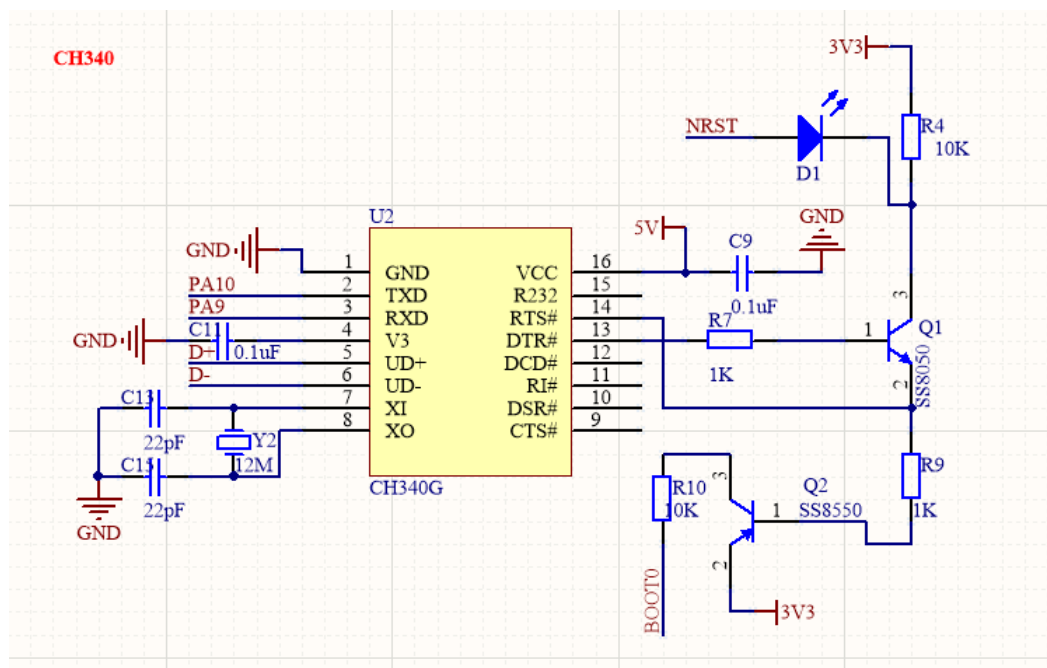 CH340
3V3
NRST
D1
R4
10K
U2
GND
5V
C9
0.1uF
GND
1
GND
VCC
16
PA10
2
TXD
R232
15
PA9
3
RXD
RTS#
14
R7
1K
1
3
Q1
SS8050
2
GND
C11
0.1uF
4
V3
DTR#
13
D+
5
UD+
DCD#
12
D-
6
UD-
RI#
11
C13
22pF
7
XI
DSR#
10
8
XO
CTS#
9
Y2
12M
C15
22pF
GND
CH340G
R10
10K
3
Q2
SS8550
1
2
R9
1K
BOOT0
3V3